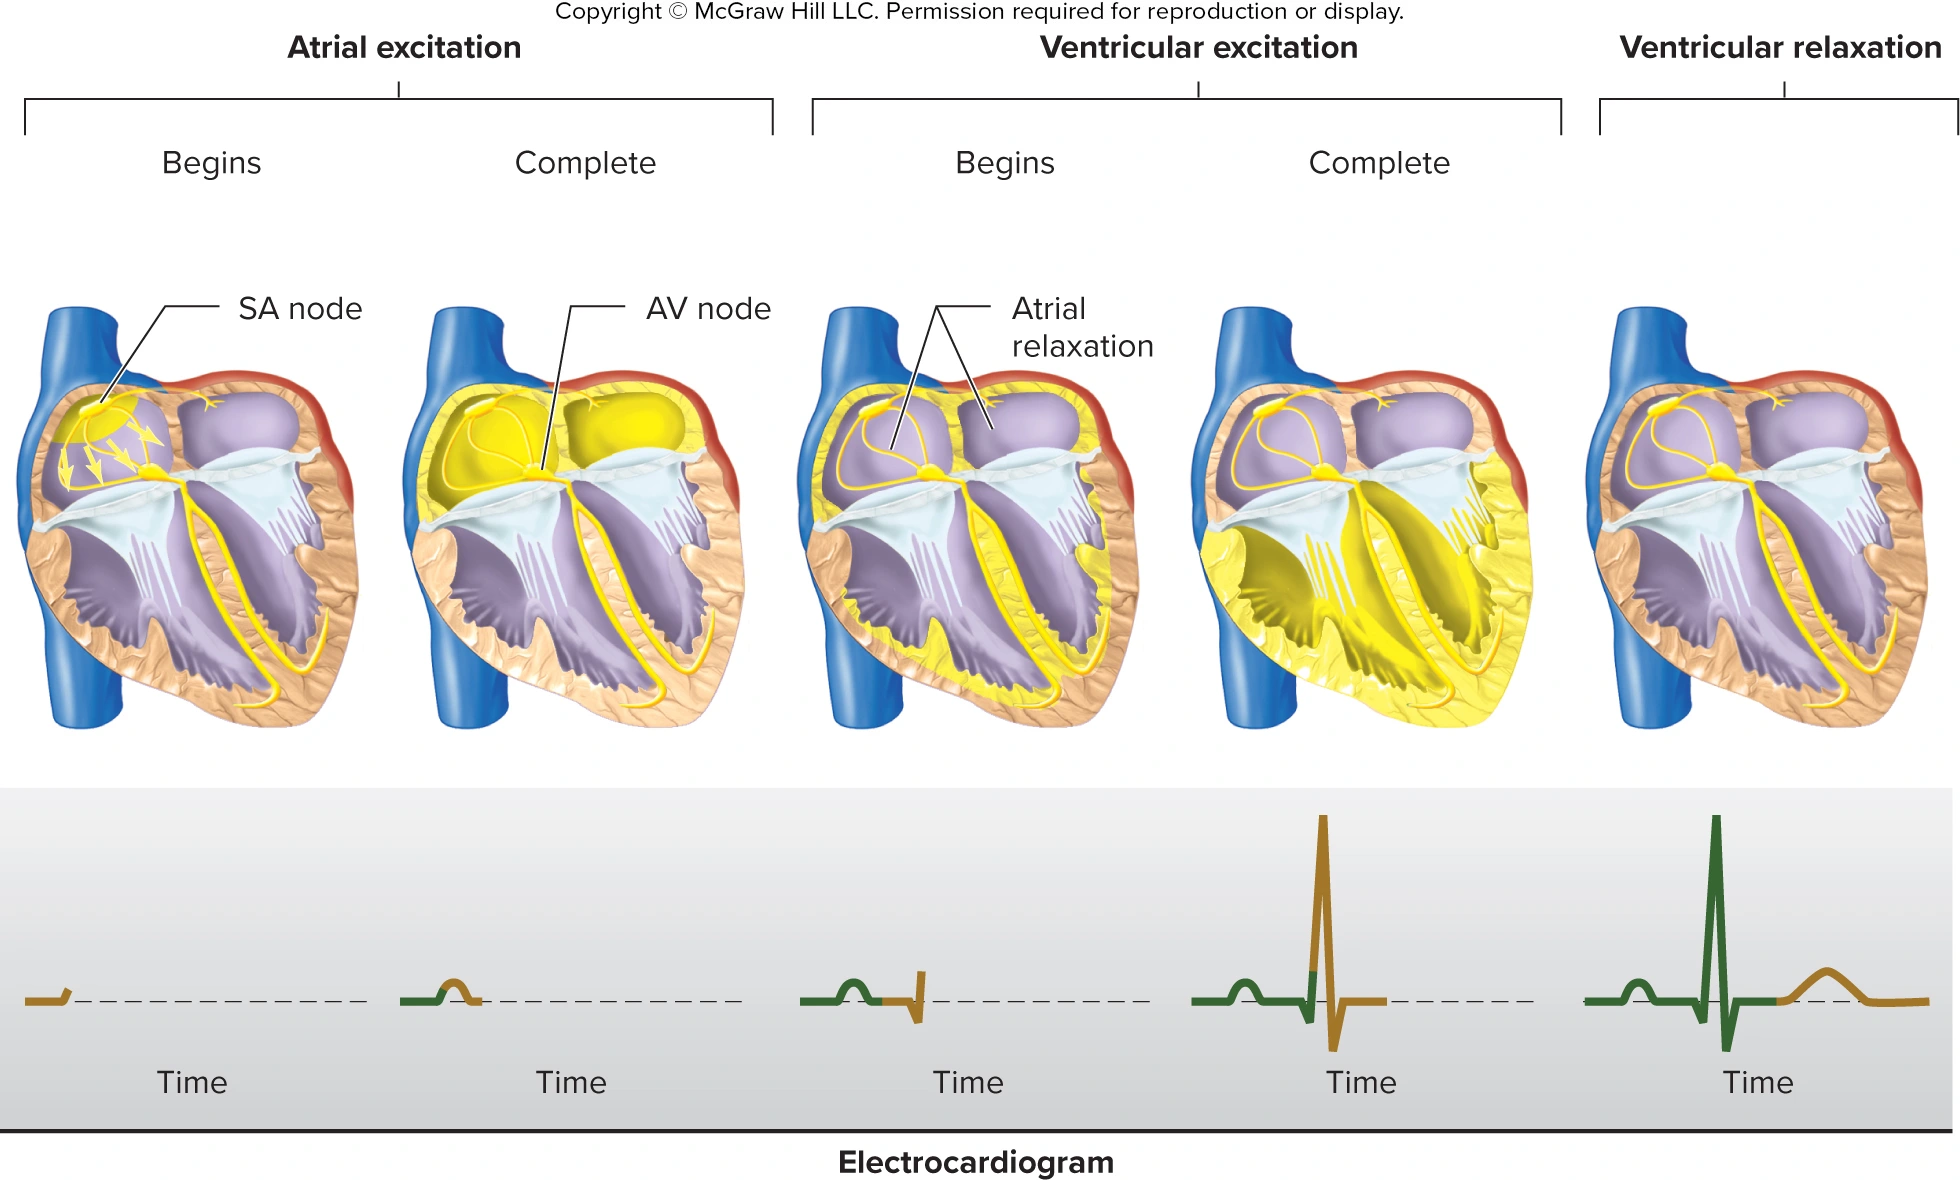 Copyright © McGraw Hill LLC. Permission required for reproduction or display.
Atrial excitation
Ventricular excitation
Ventricular relaxation
Begins
Complete
Begins
Complete
SA node
AV node
Atrial
relaxation
Time
Time
Time
Time
Time
Electrocardiogram